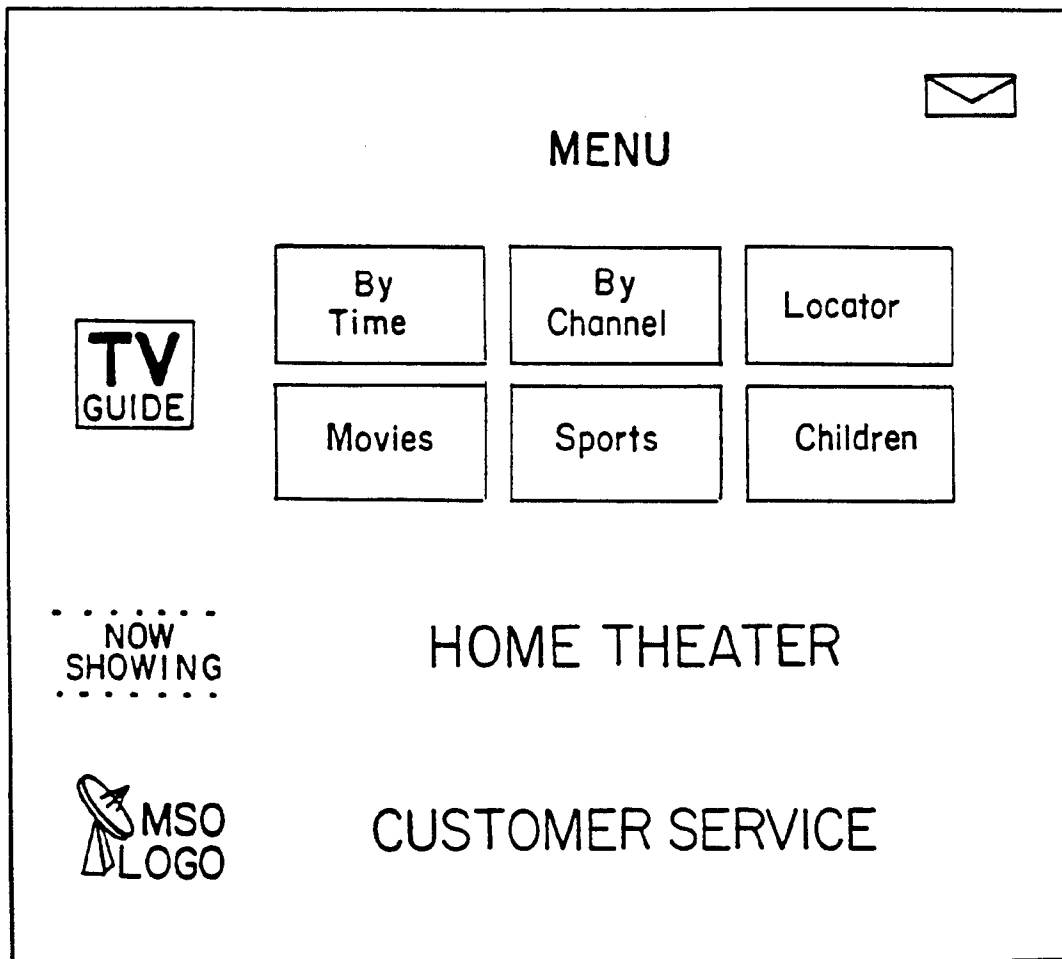 MENU
By
Time
By
Channel
Locator
TV
GUIDE
Movies
Sports
Children
NOW
SHOWING
HOME THEATER
MSO
LOGO
CUSTOMER SERVICE